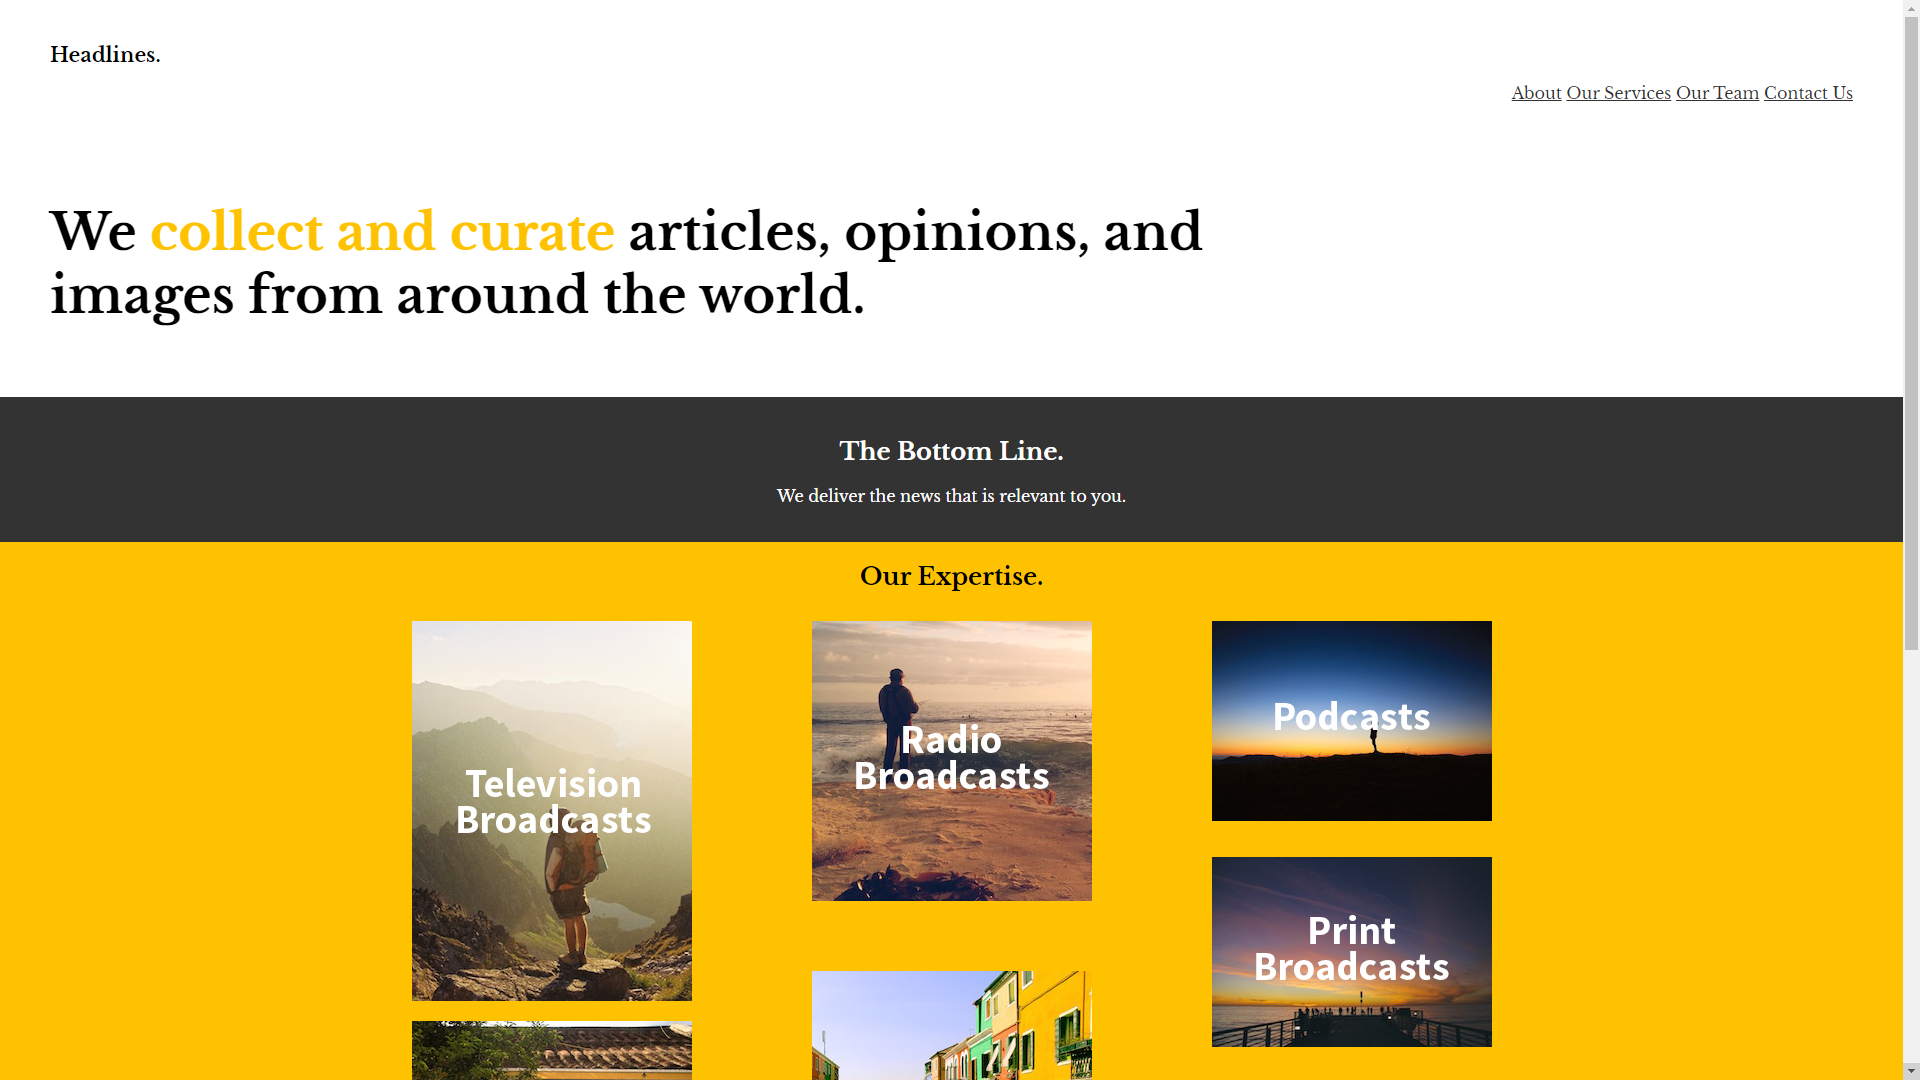 Headlines.
About Our Services Our Team Contact Us
We collect and curate articles, opinions, and
images from around the world.
The Bottom Line.
We deliver the news that is relevant to you.
Our Expertise.
Television
Broadcasts
Radio
Broadcasts
Podcasts
Print
Broadcasts